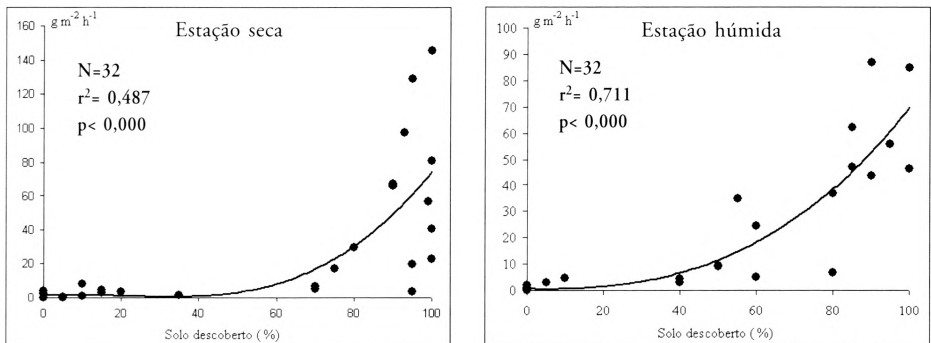 g m⁻² h⁻¹
Estação seca
N=32
r²= 0,487
p< 0,000
160
140
120
100
80
60
40
20
0
0 20 40 60 80 100
Solo descoberto (%)
g m⁻² h⁻¹
Estação húmida
N=32
r²= 0,711
p< 0,000
100
90
80
70
60
50
40
30
20
10
0
0 20 40 60 80 100
Solo descoberto (%)